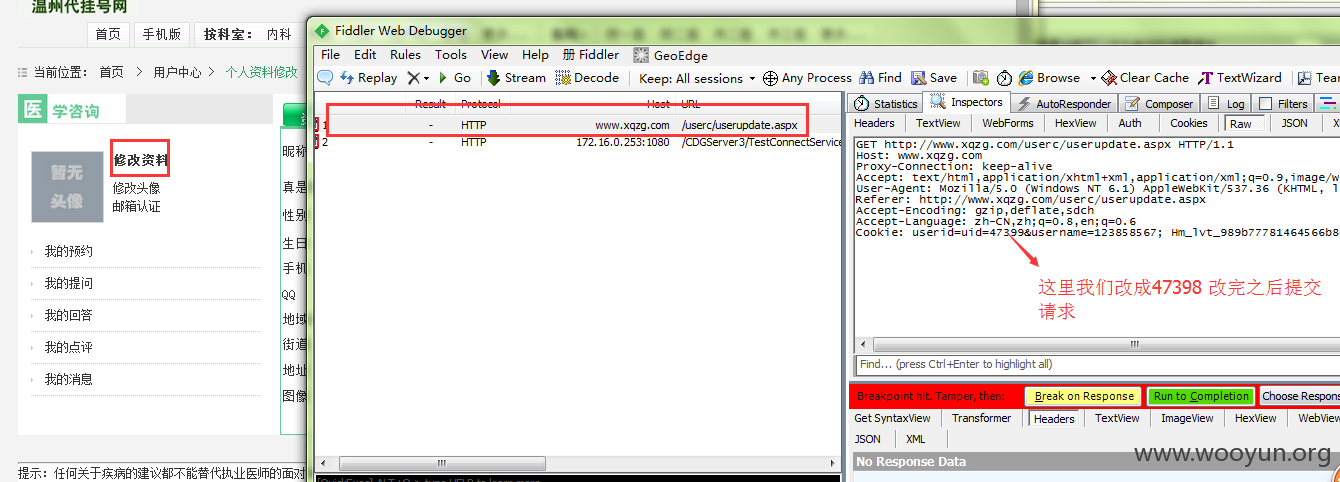 温州代挂号网
首页 手机版 按科室： 内科
当前位置： 首页 > 用户中心 > 个人资料修改
医学咨询
暂无
头像
修改资料
修改头像
邮箱认证
我的预约
我的提问
我的回答
我的点评
我的消息
提示：任何关于疾病的建议都不能替代执业医师的面对
昵称
真是
性别
生日
手机
QQ
地域
街道
地址
图像
Fiddler Web Debugger
File Edit Rules Tools View Help 册 Fiddler GeoEdge
Replay Go Stream Decode Keep: All sessions Any Process Find Save Browse Clear Cache TextWizard Tea
Result Protocol Host URL
1 - HTTP www.xqzg.com /userc/userupdate.aspx
2 - HTTP 172.16.0.253:1080 /CDGServer3/TestConnectService
Statistics Inspectors AutoResponder Composer Log Filters
Headers TextView WebForms HexView Auth Cookies Raw JSON
GET http://www.xqzg.com/userc/userupdate.aspx HTTP/1.1
Host: www.xqzg.com
Proxy-Connection: keep-alive
Accept: text/html,application/xhtml+xml,application/xml;q=0.9,image/w
User-Agent: Mozilla/5.0 (Windows NT 6.1) AppleWebKit/537.36 (KHTML, l
Referer: http://www.xqzg.com/userc/userupdate.aspx
Accept-Encoding: gzip,deflate,sdch
Accept-Language: zh-CN,zh;q=0.8,en;q=0.6
Cookie: userid=uid=47399&username=123858567; Hm_lvt_989b77781464566b8
这里我们改成47398 改完之后提交
请求
Find... (press Ctrl+Enter to highlight all)
Breakpoint hit. Tamper, then: Break on Response Run to Completion Choose Respons
Get SyntaxView Transformer Headers TextView ImageView HexView WebView
JSON XML
No Response Data
www.wooyun.org